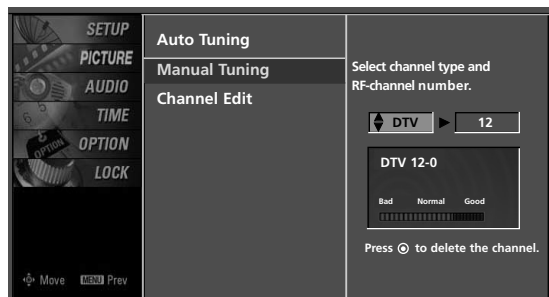 SETUP
PICTURE
AUDIO
TIME
OPTION
LOCK
Move MENU Prev
Auto Tuning
Manual Tuning
Channel Edit
Select channel type and
RF-channel number.
DTV 12
DTV 12-0
Bad Normal Good
Press to delete the channel.